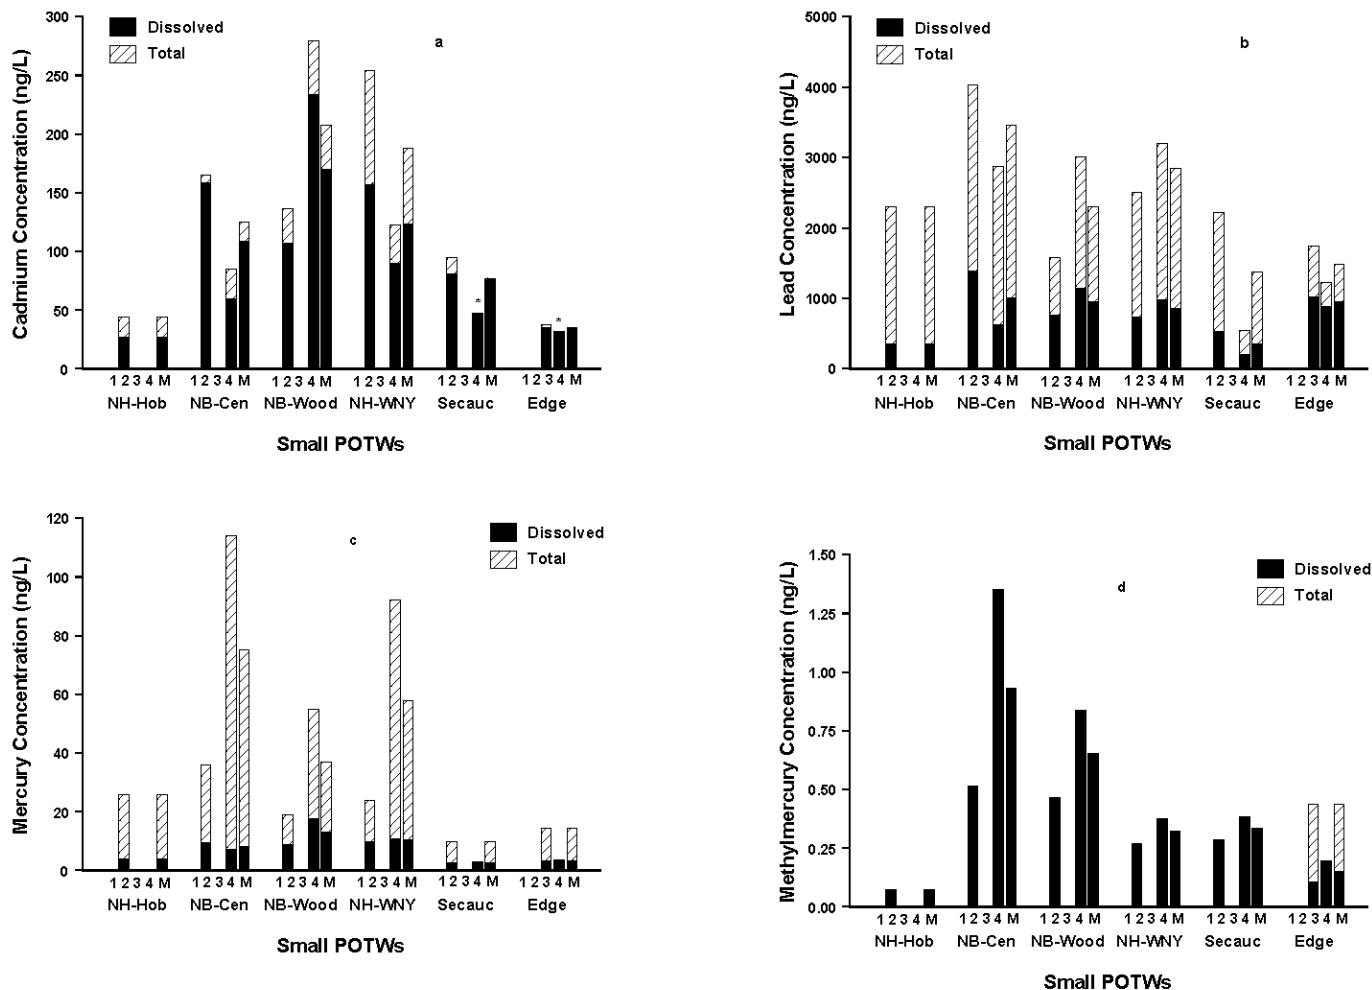 300
250
200
150
100
50
0
Cadmium Concentration (ng/L)
Dissolved
Total
a
*
*
1 2 3 4 M 1 2 3 4 M 1 2 3 4 M 1 2 3 4 M 1 2 3 4 M 1 2 3 4 M
NH-Hob NB-Cen NB-Wood NH-WNY Secauc Edge
Small POTWs
5000
4000
3000
2000
1000
0
Lead Concentration (ng/L)
Dissolved
Total
b
1 2 3 4 M 1 2 3 4 M 1 2 3 4 M 1 2 3 4 M 1 2 3 4 M 1 2 3 4 M
NH-Hob NB-Cen NB-Wood NH-WNY Secauc Edge
Small POTWs
120
100
80
60
40
20
0
Mercury Concentration (ng/L)
c
Dissolved
Total
1 2 3 4 M 1 2 3 4 M 1 2 3 4 M 1 2 3 4 M 1 2 3 4 M 1 2 3 4 M
NH-Hob NB-Cen NB-Wood NH-WNY Secauc Edge
Small POTWs
1.50
1.25
1.00
0.75
0.50
0.25
0.00
Methylmercury Concentration (ng/L)
d
Dissolved
Total
1 2 3 4 M 1 2 3 4 M 1 2 3 4 M 1 2 3 4 M 1 2 3 4 M 1 2 3 4 M
NH-Hob NB-Cen NB-Wood NH-WNY Secauc Edge
Small POTWs